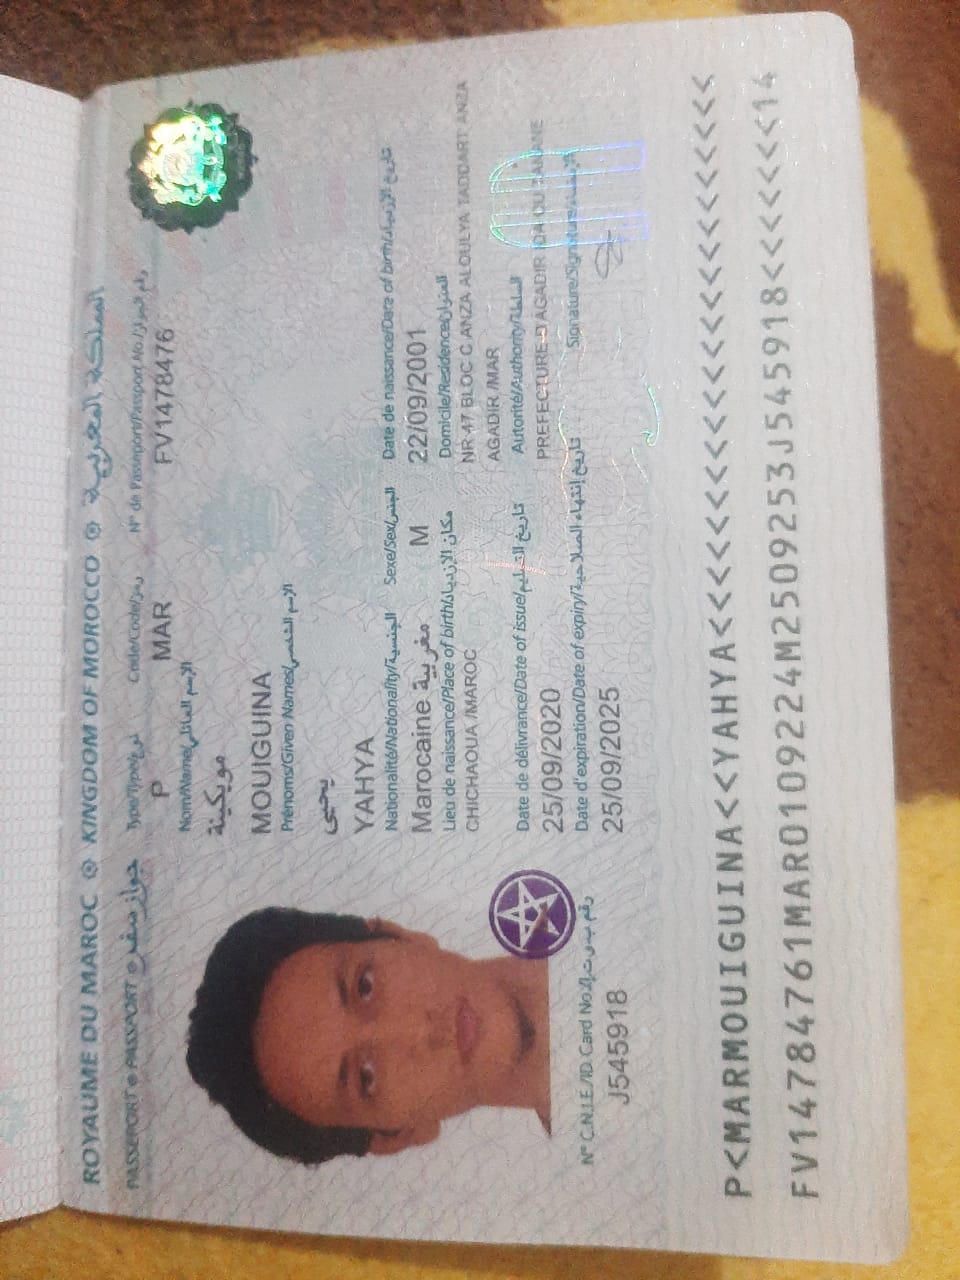 ROYAUME DU MAROC KINGDOM OF MOROCCO المملكة المغربية
PASSEPORT PASSPORT جواز سفر
Type/Type/نوع Code/Code/رمز N° de Passeport/Passport No./رقم الجواز
P MAR FV1478476
Nom/Name/الإسم العائلي
مويكينة
MOUIGUINA
Prénoms/Given Names/الإسم الشخصي
يحيى
YAHYA
Nationalité/Nationality/الجنسية Sexe/Sex/الجنس Date de naissance/Date of birth/تاريخ الإزدياد
Marocaine مغربية M 22/09/2001
Lieu de naissance/Place of birth/مكان الإزدياد Domicile/Residence/المنزل
CHICHAOUA /MAROC NR 47 BLOC C ANZA ALOULYA TADDART ANZA
AGADIR /MAR
Date de délivrance/Date of issue/تاريخ التسليم Autorité/Authority/السلطة
25/09/2020 PREFECTURE D AGADIR IDA OU TANANE
Date d'expiration/Date of expiry/تاريخ إنتهاء الصلاحية Signature/Signature/الإمضاء
25/09/2025
N° C.N.I.E./ID. Card No./رقم ب.و.ت.إ
J545918
P<MARMOUIGUINA<<YAHYA<<<<<<<<<<<<<<<<<<<<<<<
FV14784761MAR0109224M2509253J545918<<<<<<<14